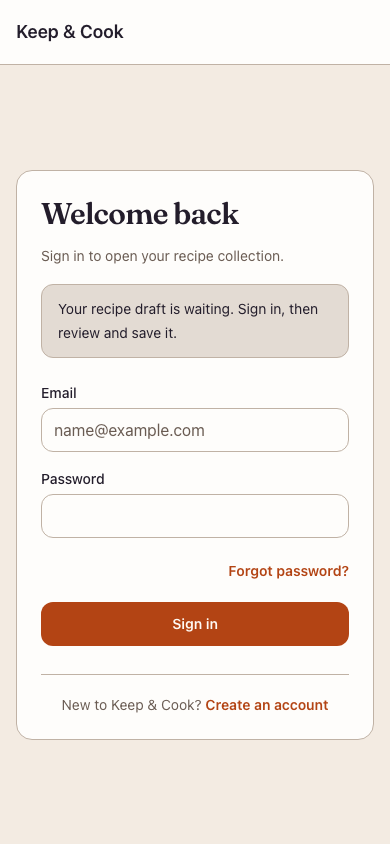 Keep & Cook
Welcome back
Sign in to open your recipe collection.
Your recipe draft is waiting. Sign in, then
review and save it.
Email
name@example.com
Password
Forgot password?
Sign in
New to Keep & Cook? Create an account